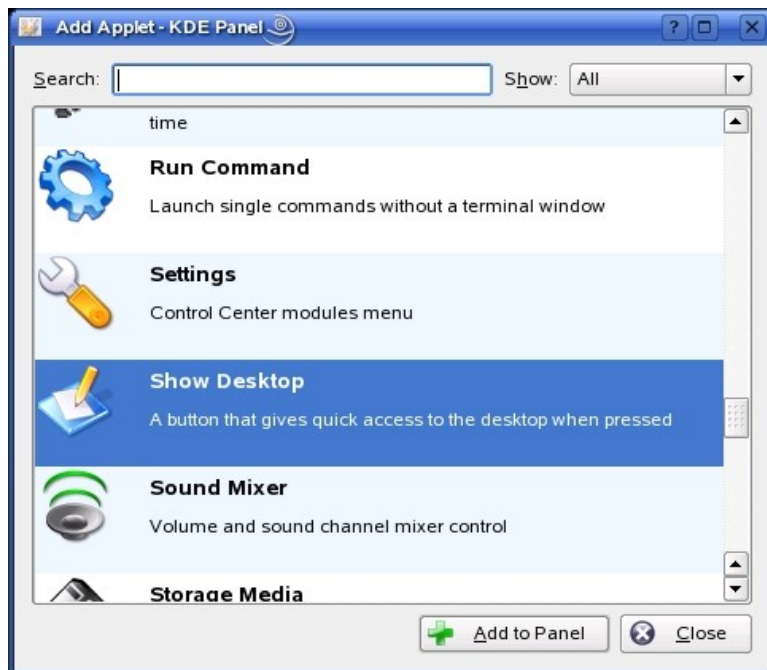 Add Applet - KDE Panel
Search:
Show: All
time
Run Command
Launch single commands without a terminal window
Settings
Control Center modules menu
Show Desktop
A button that gives quick access to the desktop when pressed
Sound Mixer
Volume and sound channel mixer control
Storage Media
Add to Panel
Close